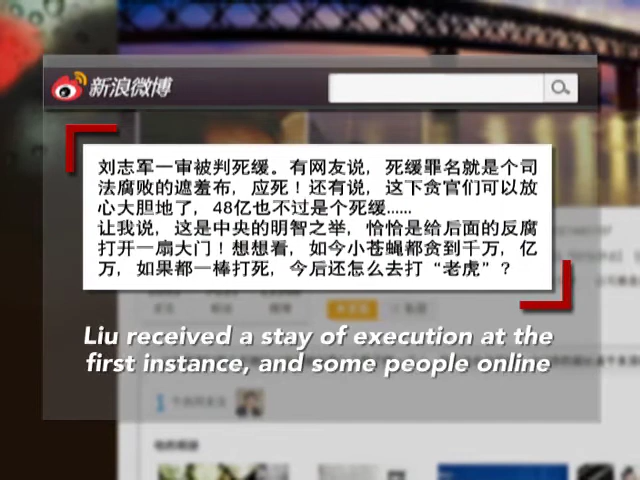 新浪微博
刘志军一审被判死缓。有网友说，死缓罪名就是个司
法腐败的遮羞布，应死！还有说，这下贪官们可以放
心大胆地了，48亿也不过是个死缓......
让我说，这是中央的明智之举，恰恰是给后面的反腐
打开一扇大门！想想看，如今小苍蝇都贪到千万，亿
万，如果都一棒打死，今后还怎么去打“老虎”？
Liu received a stay of execution at the
first instance, and some people online